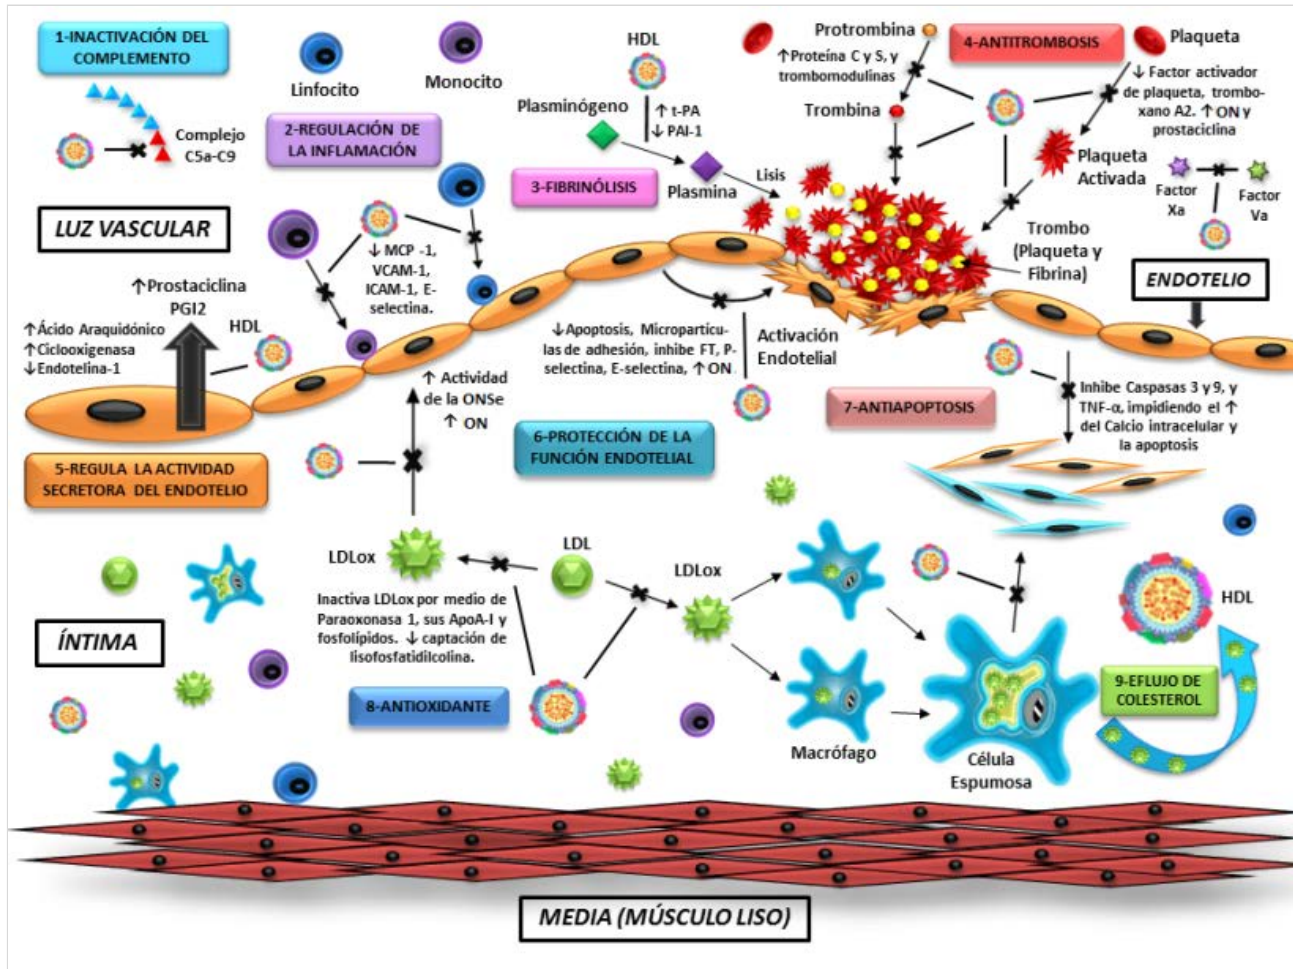 1-INACTIVACIÓN DEL
COMPLEMENTO
Complejo
C5a-C9
Linfocito
Monocito
2-REGULACIÓN DE
LA INFLAMACIÓN
↓ MCP -1,
VCAM-1,
ICAM-1, E-
selectina.
HDL
Plasminógeno
↑ t-PA
↓ PAI-1
Plasmina
Lisis
3-FIBRINÓLISIS
Protrombina
↑Proteína C y S, y
trombomodulinas
Trombina
4-ANTITROMBOSIS
Plaqueta
↓ Factor activador
de plaqueta, trombo-
xano A2. ↑ON y
prostaciclina
Plaqueta
Activada
Factor
Xa
Factor
Va
Trombo
(Plaqueta y
Fibrina)
LUZ VASCULAR
ENDOTELIO
↑Prostaciclina
PGI2
↑Ácido Araquidónico
↑Ciclooxigenasa
↓Endotelina-1
HDL
5-REGULA LA ACTIVIDAD
SECRETORA DEL ENDOTELIO
↑ Actividad
de la ONSe
↑ ON
↓Apoptosis, Micropartícu-
las de adhesión, inhibe FT, P-
selectina, E-selectina, ↑ON
Activación
Endotelial
6-PROTECCIÓN DE LA
FUNCIÓN ENDOTELIAL
7-ANTIAPOPTOSIS
Inhibe Caspasas 3 y 9, y
TNF-α, impidiendo el ↑
del Calcio intracelular y
la apoptosis
LDLox
LDL
LDLox
Inactiva LDLox por medio de
Paraoxonasa 1, sus ApoA-I y
fosfolípidos. ↓ captación de
lisofosfatidilcolina.
8-ANTIOXIDANTE
Macrófago
Célula
Espumosa
HDL
9-EFLUJO DE
COLESTEROL
ÍNTIMA
MEDIA (MÚSCULO LISO)